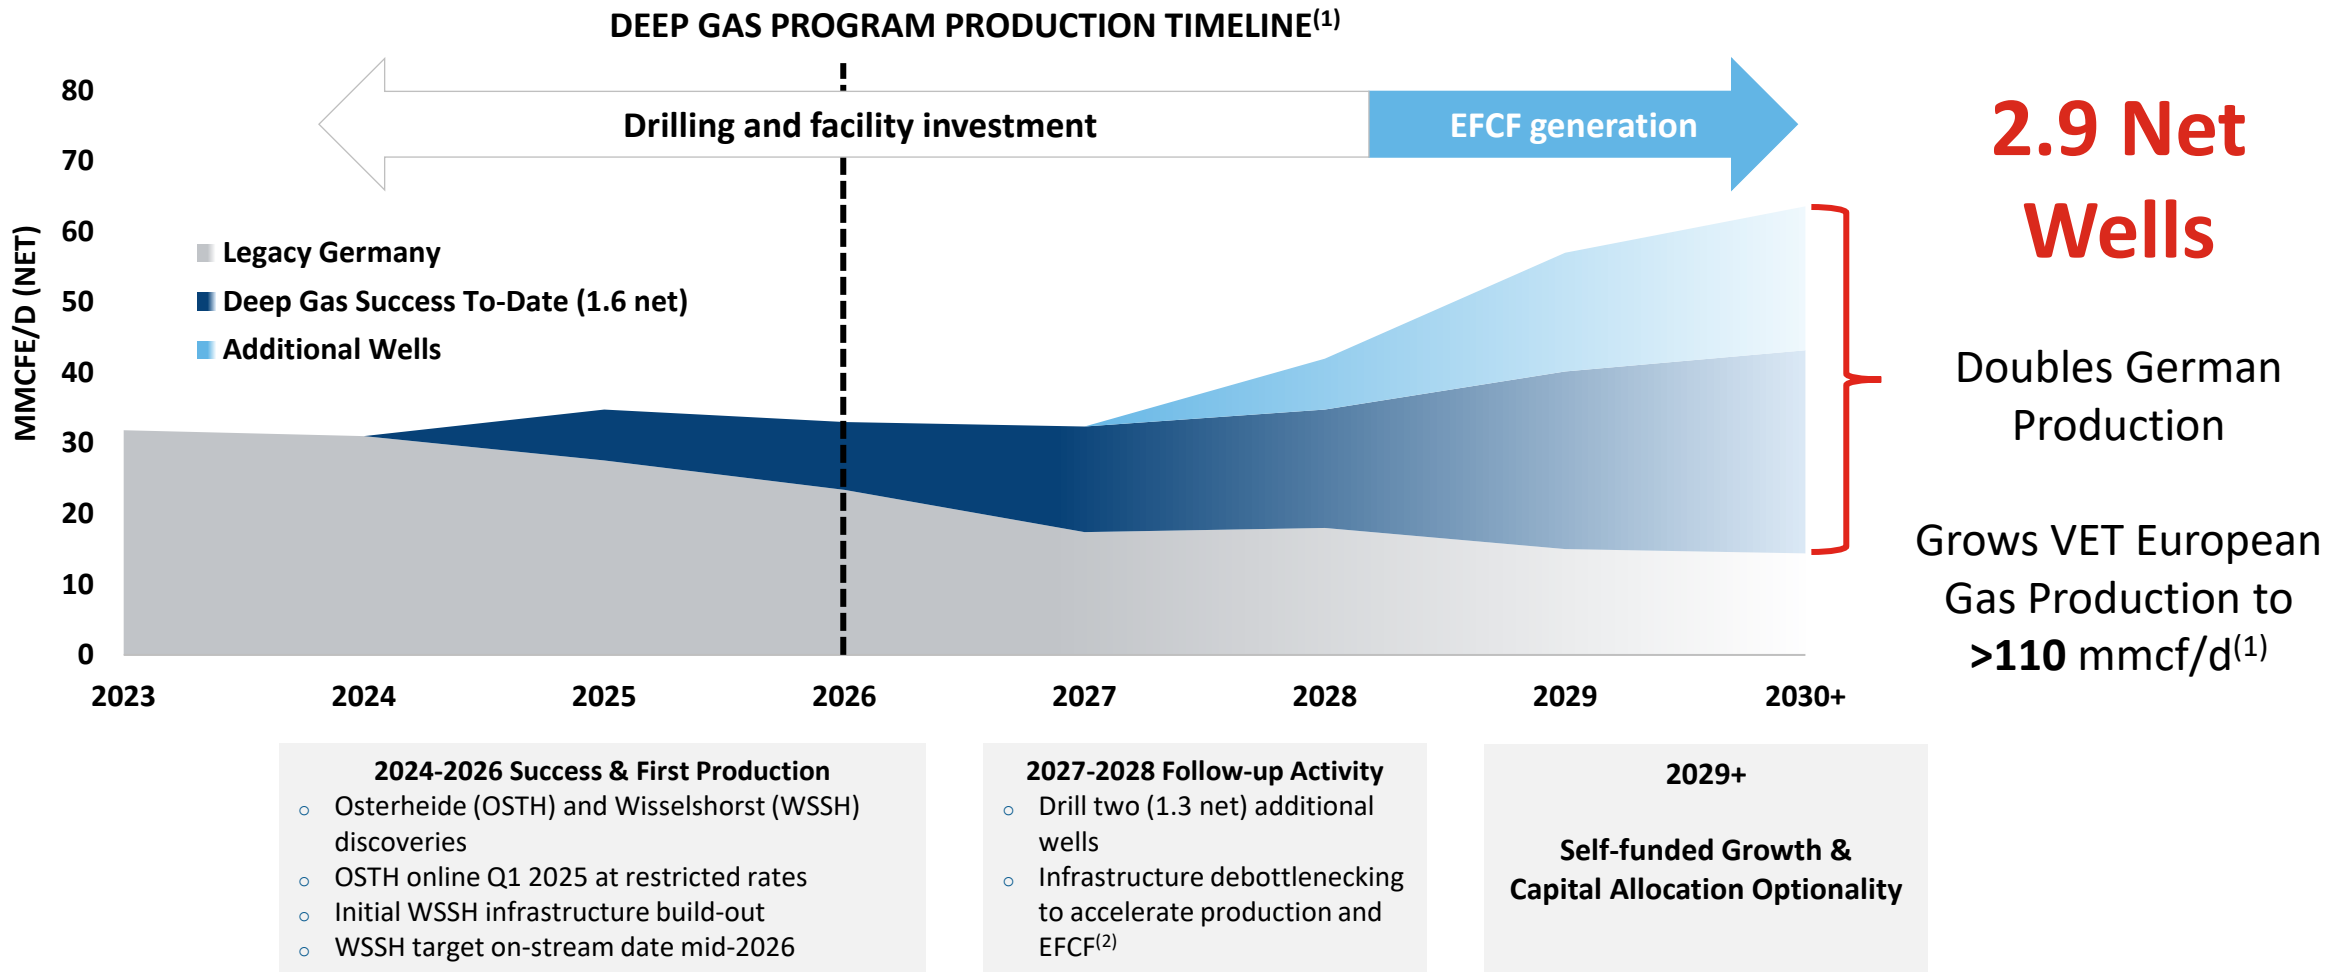 DEEP GAS PROGRAM PRODUCTION TIMELINE(1)
Drilling and facility investment
EFCF generation
MMCFE/D (NET)
80
70
60
50
40
30
20
10
0
Legacy Germany
Deep Gas Success To-Date (1.6 net)
Additional Wells
2023
2024
2025
2026
2027
2028
2029
2030+
2.9 Net
Wells
Doubles German
Production
Grows VET European
Gas Production to
>110 mmcf/d(1)
2024-2026 Success & First Production
o Osterheide (OSTH) and Wisselshorst (WSSH)
discoveries
o OSTH online Q1 2025 at restricted rates
o Initial WSSH infrastructure build-out
o WSSH target on-stream date mid-2026
2027-2028 Follow-up Activity
o Drill two (1.3 net) additional
wells
o Infrastructure debottlenecking
to accelerate production and
EFCF(2)
2029+
Self-funded Growth &
Capital Allocation Optionality